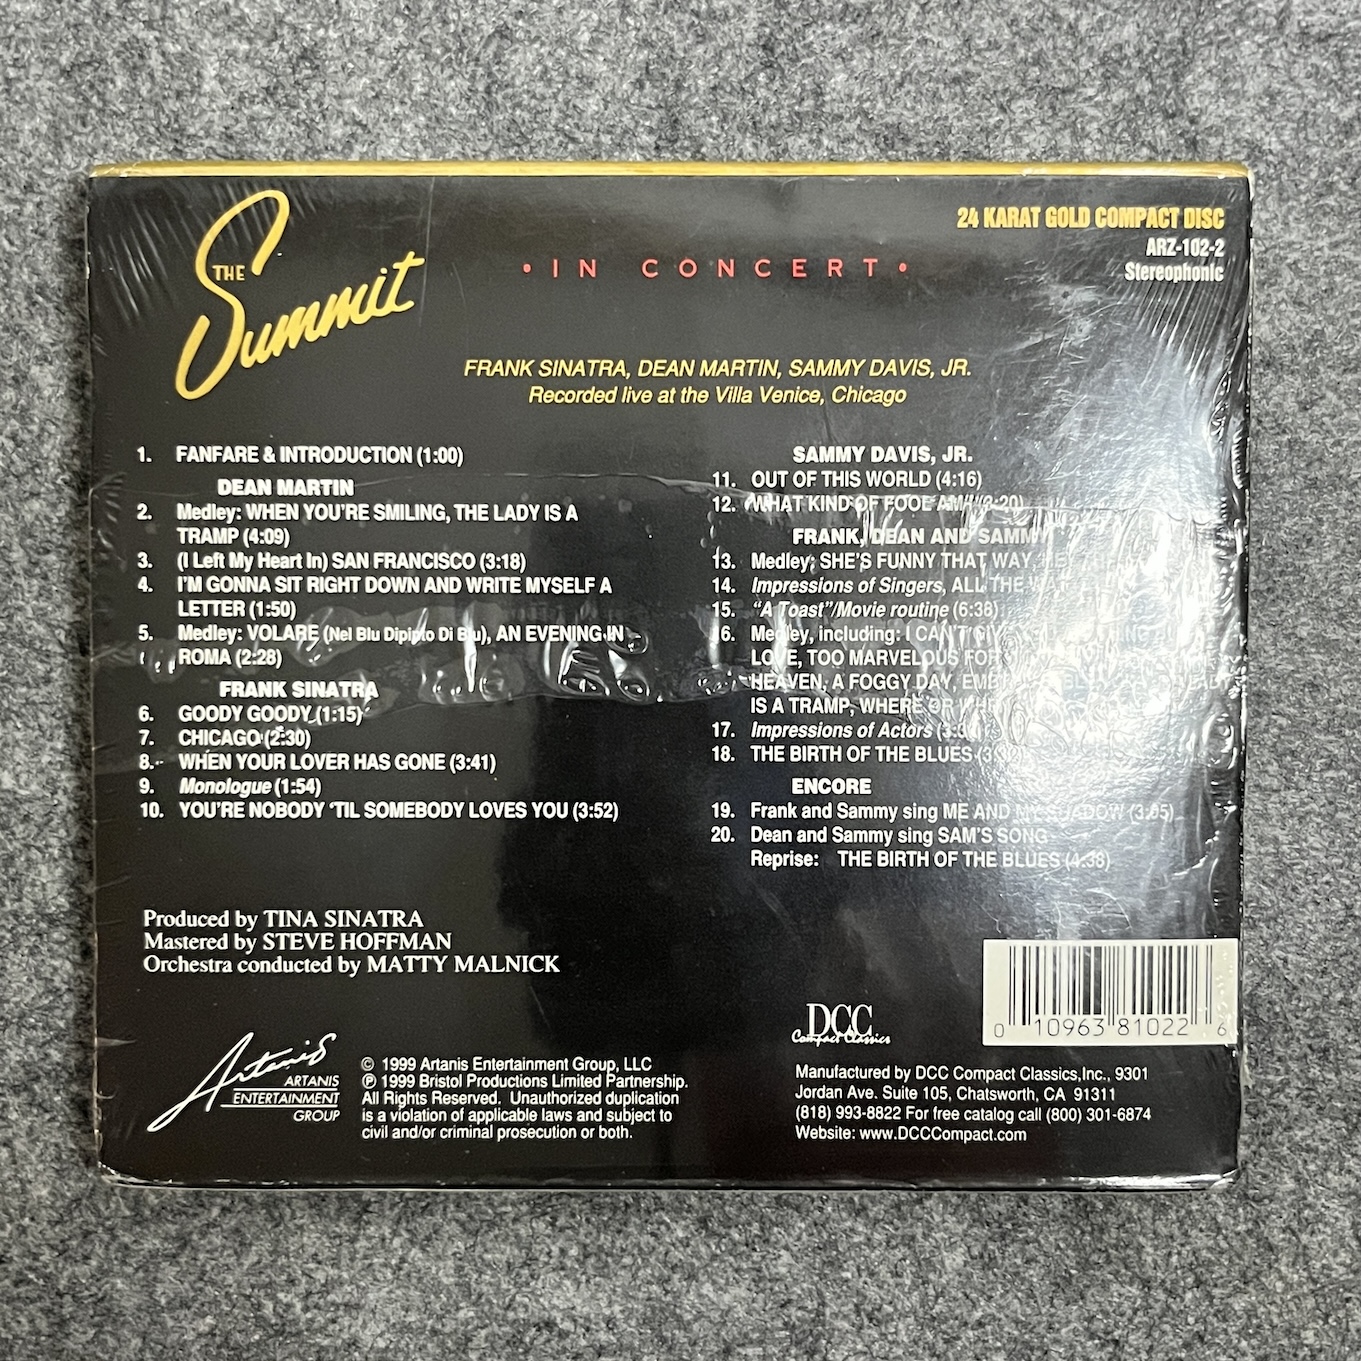 THE
Summit
• IN CONCERT •
24 KARAT GOLD COMPACT DISC
ARZ-102-2
Stereophonic
FRANK SINATRA, DEAN MARTIN, SAMMY DAVIS, JR.
Recorded live at the Villa Venice, Chicago
1. FANFARE & INTRODUCTION (1:00)
DEAN MARTIN
2. Medley: WHEN YOU'RE SMILING, THE LADY IS A
TRAMP (4:09)
3. (I Left My Heart In) SAN FRANCISCO (3:18)
4. I'M GONNA SIT RIGHT DOWN AND WRITE MYSELF A
LETTER (1:50)
5. Medley: VOLARE (Nel Blu Dipinto Di Blu), AN EVENING IN
ROMA (2:28)
FRANK SINATRA
6. GOODY GOODY (1:15)
7. CHICAGO (2:30)
8. WHEN YOUR LOVER HAS GONE (3:41)
9. Monologue (1:54)
10. YOU'RE NOBODY 'TIL SOMEBODY LOVES YOU (3:52)
SAMMY DAVIS, JR.
11. OUT OF THIS WORLD (4:16)
12. WHAT KIND OF FOOL AM I
FRANK, DEAN AND SAMMY
13. Medley: SHE'S FUNNY THAT WAY,
14. Impressions of Singers, ALL THE WAY
15. "A Toast"/Movie routine (6:38)
16. Medley, including: I CAN'T
LOVE, TOO MARVELOUS FOR
HEAVEN, A FOGGY DAY,
IS A TRAMP, WHERE OR
17. Impressions of Actors
18. THE BIRTH OF THE BLUES
ENCORE
19. Frank and Sammy sing ME AND MY SHADOW (3:05)
20. Dean and Sammy sing SAM'S SONG
Reprise: THE BIRTH OF THE BLUES (4:38)
Produced by TINA SINATRA
Mastered by STEVE HOFFMAN
Orchestra conducted by MATTY MALNICK
Artanis
ARTANIS
ENTERTAINMENT
GROUP
© 1999 Artanis Entertainment Group, LLC
℗ 1999 Bristol Productions Limited Partnership.
All Rights Reserved. Unauthorized duplication
is a violation of applicable laws and subject to
civil and/or criminal prosecution or both.
DCC
Compact Classics
Manufactured by DCC Compact Classics,Inc., 9301
Jordan Ave. Suite 105, Chatsworth, CA 91311
(818) 993-8822 For free catalog call (800) 301-6874
Website: www.DCCCompact.com
0 10963 81022 6